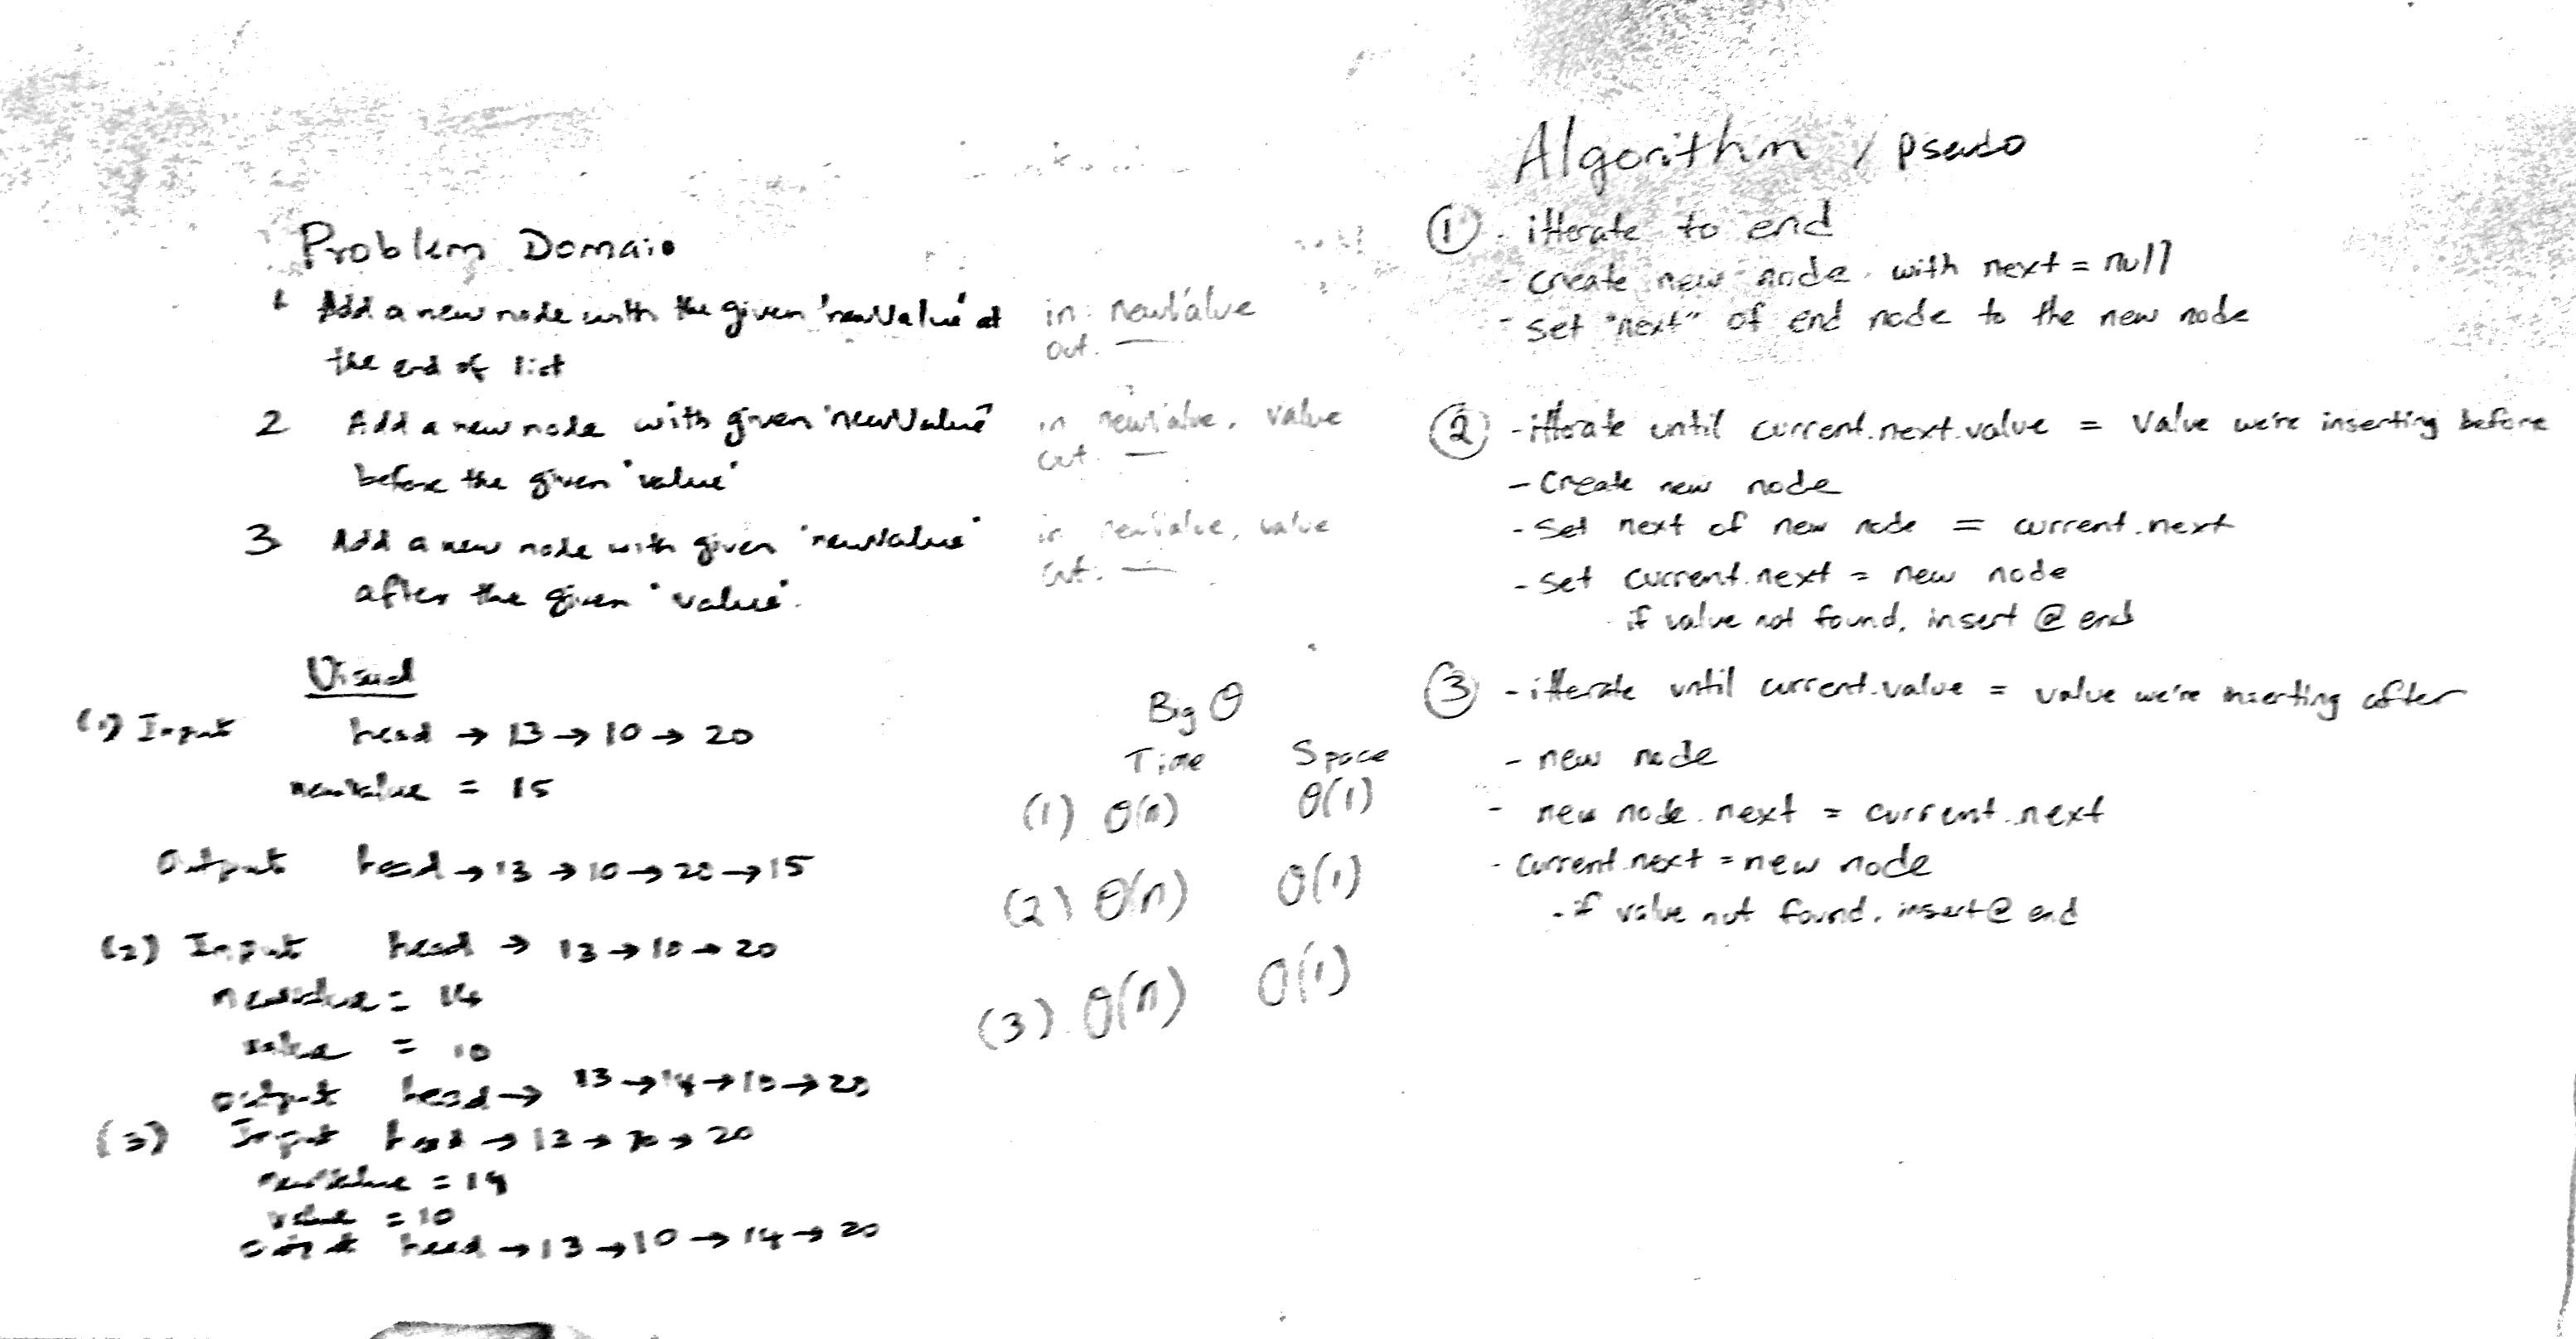 Problem Domain
1 Add a new node with the given 'newValue' at
the end of list
in: newValue
out: —
2 Add a new node with given 'newValue'
before the given 'value'
in newValue, value
out. —
3 Add a new node with given 'newValue'
after the given 'value'.
in newValue, value
out. —
Visual
(1) Input head → 13 → 10 → 20
newValue = 15
Output head → 13 → 10 → 20 → 15
(2) Input head → 13 → 10 → 20
newValue = 14
value = 10
output head → 13 → 14 → 10 → 20
(3) Input head → 13 → 10 → 20
newValue = 14
value = 10
output head → 13 → 10 → 14 → 20
Big O
Time Space
(1) O(n) O(1)
(2) O(n) O(1)
(3) O(n) O(1)
Algorithm / pseudo
① - itterate to end
- create new node with next = null
- set "next" of end node to the new node
② - itterate until current.next.value = value we're inserting before
- Create new node
- Set next of new node = current.next
- set current.next = new node
- if value not found, insert @ end
③ - itterate until current.value = value we're inserting after
- new node
- new node.next = current.next
- current.next = new node
- if value not found, insert @ end